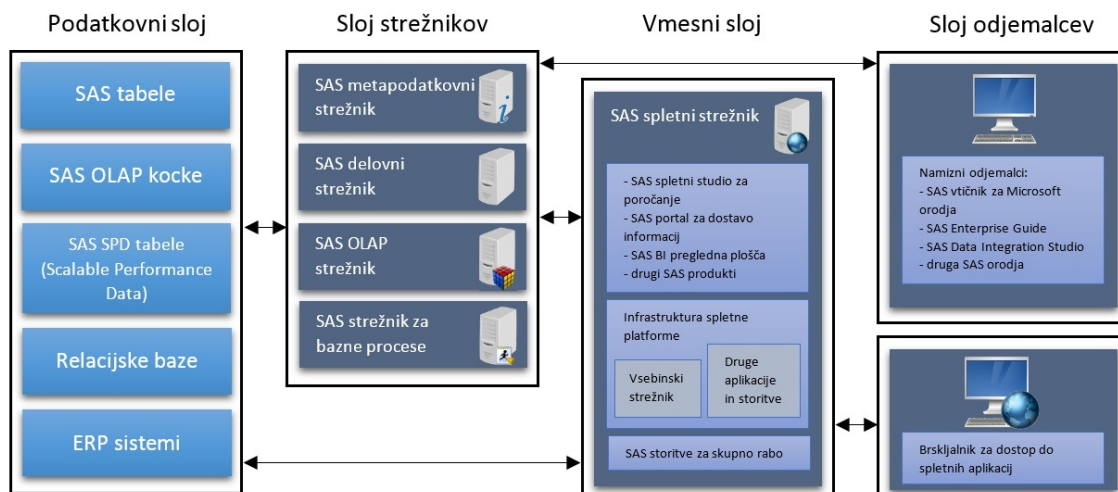 Podatkovni sloj
SAS tabele
SAS OLAP kocke
SAS SPD tabele
(Scalable Performance
Data)
Relacijske baze
ERP sistemi
Sloj strežnikov
SAS metapodatkovni
strežnik
SAS delovni
strežnik
SAS OLAP
strežnik
SAS strežnik za
bazne procese
Vmesni sloj
SAS spletni strežnik
- SAS spletni studio za
poročanje
- SAS portal za dostavo
informacij
- SAS BI pregledna plošča
- drugi SAS produkti
Infrastruktura spletne
platforme
Vsebinski
strežnik
Druge
aplikacije
in storitve
SAS storitve za skupno rabo
Sloj odjemalcev
Namizni odjemalci:
- SAS vtičnik za Microsoft
orodja
- SAS Enterprise Guide
- SAS Data Integration Studio
- druga SAS orodja
Brskljalnik za dostop do
spletnih aplikacij